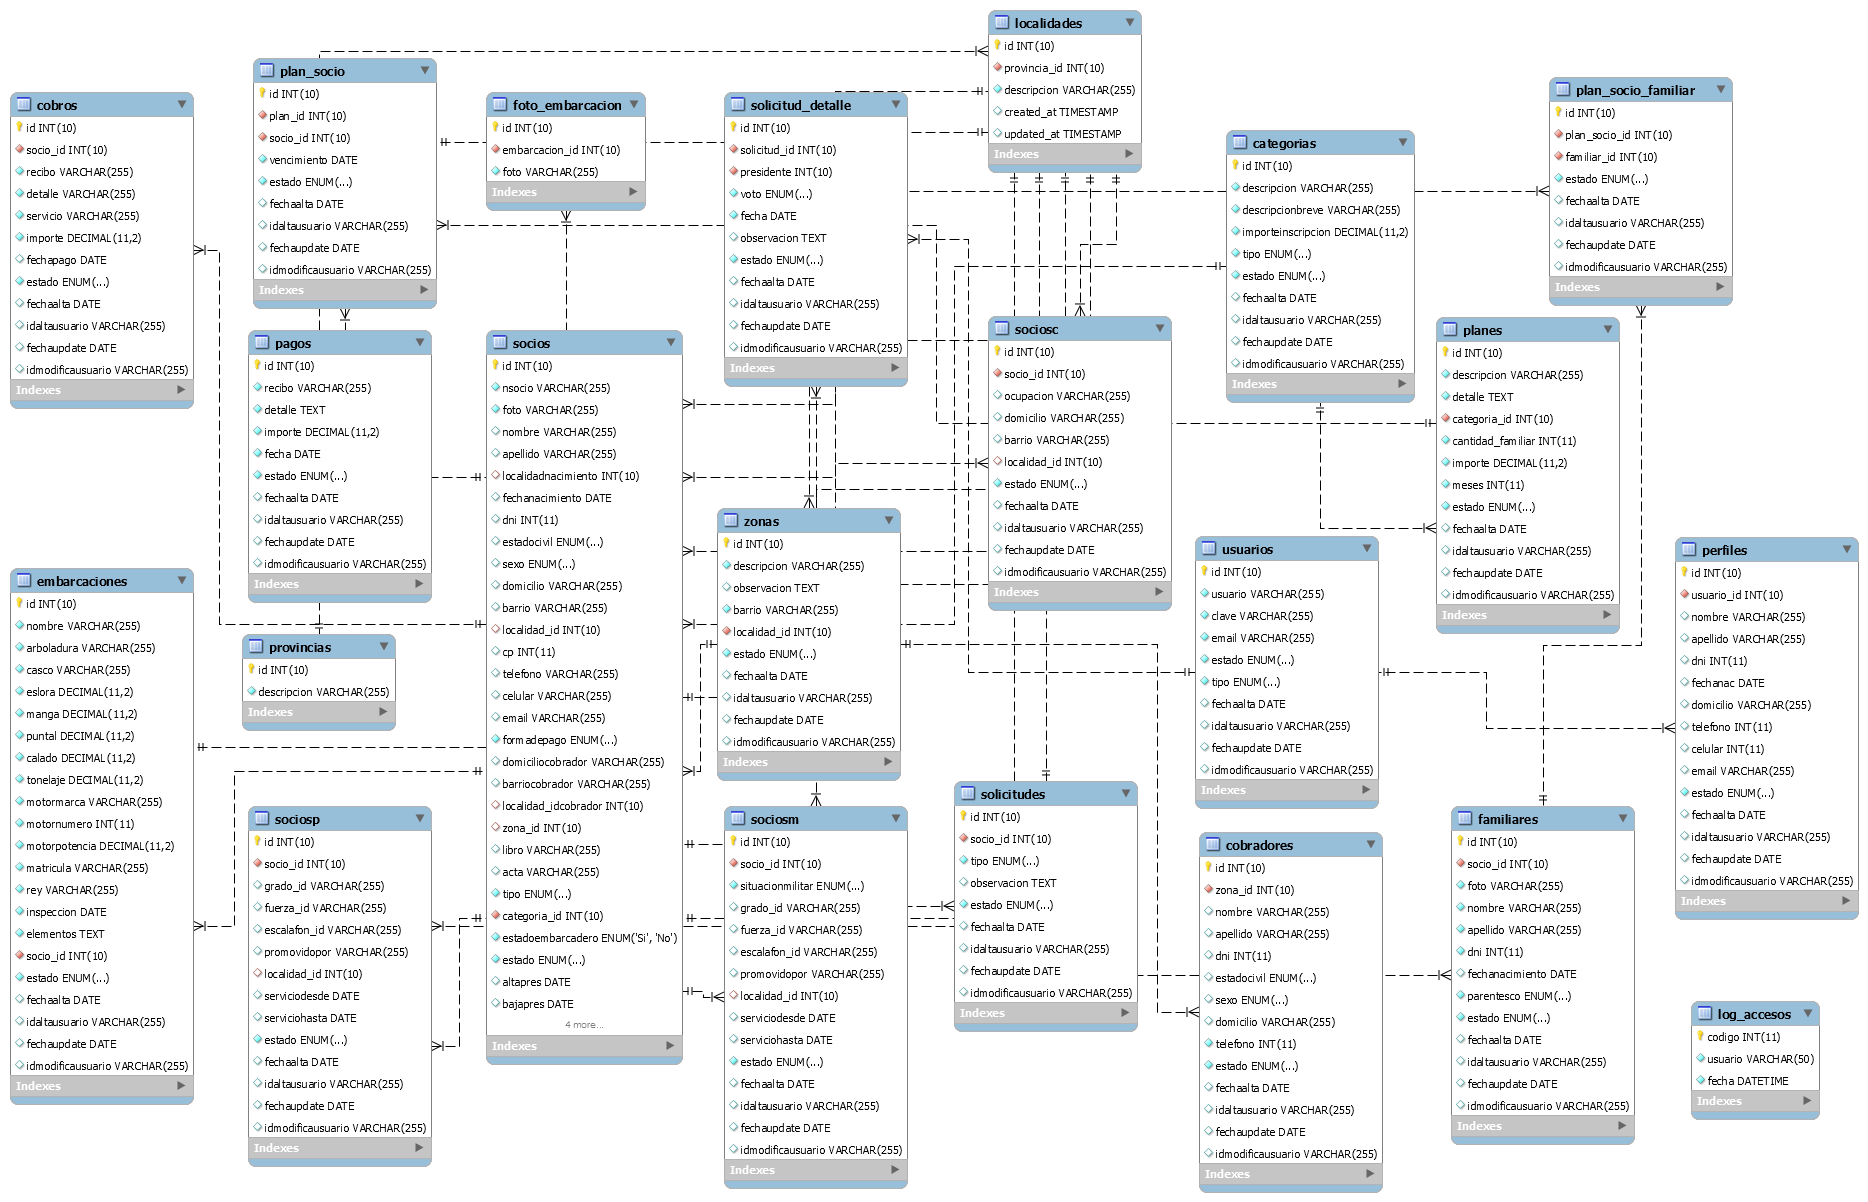 cobros
id INT(10)
socio_id INT(10)
recibo VARCHAR(255)
detalle VARCHAR(255)
servicio VARCHAR(255)
importe DECIMAL(11,2)
fechapago DATE
estado ENUM(...)
fechaalta DATE
idaltausuario VARCHAR(255)
fechaupdate DATE
idmodificausuario VARCHAR(255)
Indexes
plan_socio
id INT(10)
plan_id INT(10)
socio_id INT(10)
vencimiento DATE
estado ENUM(...)
fechaalta DATE
idaltausuario VARCHAR(255)
fechaupdate DATE
idmodificausuario VARCHAR(255)
Indexes
foto_embarcacion
id INT(10)
embarcacion_id INT(10)
foto VARCHAR(255)
Indexes
solicitud_detalle
id INT(10)
solicitud_id INT(10)
presidente INT(10)
voto ENUM(...)
fecha DATE
observacion TEXT
estado ENUM(...)
fechaalta DATE
idaltausuario VARCHAR(255)
fechaupdate DATE
idmodificausuario VARCHAR(255)
Indexes
localidades
id INT(10)
provincia_id INT(10)
descripcion VARCHAR(255)
created_at TIMESTAMP
updated_at TIMESTAMP
Indexes
categorias
id INT(10)
descripcion VARCHAR(255)
descripcionbreve VARCHAR(255)
importeinscripcion DECIMAL(11,2)
tipo ENUM(...)
estado ENUM(...)
fechaalta DATE
idaltausuario VARCHAR(255)
fechaupdate DATE
idmodificausuario VARCHAR(255)
Indexes
plan_socio_familiar
id INT(10)
plan_socio_id INT(10)
familiar_id INT(10)
estado ENUM(...)
fechaalta DATE
idaltausuario VARCHAR(255)
fechaupdate DATE
idmodificausuario VARCHAR(255)
Indexes
pagos
id INT(10)
recibo VARCHAR(255)
detalle TEXT
importe DECIMAL(11,2)
fecha DATE
estado ENUM(...)
fechaalta DATE
idaltausuario VARCHAR(255)
fechaupdate DATE
idmodificausuario VARCHAR(255)
Indexes
socios
id INT(10)
nsocio VARCHAR(255)
foto VARCHAR(255)
nombre VARCHAR(255)
apellido VARCHAR(255)
localidadnacimiento INT(10)
fechanacimiento DATE
dni INT(11)
estadocivil ENUM(...)
sexo ENUM(...)
domicilio VARCHAR(255)
barrio VARCHAR(255)
localidad_id INT(10)
cp INT(11)
telefono VARCHAR(255)
celular VARCHAR(255)
email VARCHAR(255)
formadepago ENUM(...)
domiciliocobrador VARCHAR(255)
barriocobrador VARCHAR(255)
localidad_idcobrador INT(10)
zona_id INT(10)
libro VARCHAR(255)
acta VARCHAR(255)
tipo ENUM(...)
categoria_id INT(10)
estadoembarcadero ENUM('Si', 'No')
estado ENUM(...)
altapres DATE
bajapres DATE
4 more...
Indexes
sociosc
id INT(10)
socio_id INT(10)
ocupacion VARCHAR(255)
domicilio VARCHAR(255)
barrio VARCHAR(255)
localidad_id INT(10)
estado ENUM(...)
fechaalta DATE
idaltausuario VARCHAR(255)
fechaupdate DATE
idmodificausuario VARCHAR(255)
Indexes
planes
id INT(10)
descripcion VARCHAR(255)
detalle TEXT
categoria_id INT(10)
cantidad_familiar INT(11)
importe DECIMAL(11,2)
meses INT(11)
estado ENUM(...)
fechaalta DATE
idaltausuario VARCHAR(255)
fechaupdate DATE
idmodificausuario VARCHAR(255)
Indexes
zonas
id INT(10)
descripcion VARCHAR(255)
observacion TEXT
barrio VARCHAR(255)
localidad_id INT(10)
estado ENUM(...)
fechaalta DATE
idaltausuario VARCHAR(255)
fechaupdate DATE
idmodificausuario VARCHAR(255)
Indexes
usuarios
id INT(10)
usuario VARCHAR(255)
clave VARCHAR(255)
email VARCHAR(255)
estado ENUM(...)
tipo ENUM(...)
fechaalta DATE
idaltausuario VARCHAR(255)
fechaupdate DATE
idmodificausuario VARCHAR(255)
Indexes
perfiles
id INT(10)
usuario_id INT(10)
nombre VARCHAR(255)
apellido VARCHAR(255)
dni INT(11)
fechanac DATE
domicilio VARCHAR(255)
telefono INT(11)
celular INT(11)
email VARCHAR(255)
estado ENUM(...)
fechaalta DATE
idaltausuario VARCHAR(255)
fechaupdate DATE
idmodificausuario VARCHAR(255)
Indexes
embarcaciones
id INT(10)
nombre VARCHAR(255)
arboladura VARCHAR(255)
casco VARCHAR(255)
eslora DECIMAL(11,2)
manga DECIMAL(11,2)
puntal DECIMAL(11,2)
calado DECIMAL(11,2)
tonelaje DECIMAL(11,2)
motormarca VARCHAR(255)
motornumero INT(11)
motorpotencia DECIMAL(11,2)
matricula VARCHAR(255)
rey VARCHAR(255)
inspeccion DATE
elementos TEXT
socio_id INT(10)
estado ENUM(...)
fechaalta DATE
idaltausuario VARCHAR(255)
fechaupdate DATE
idmodificausuario VARCHAR(255)
Indexes
provincias
id INT(10)
descripcion VARCHAR(255)
Indexes
sociosp
id INT(10)
socio_id INT(10)
grado_id VARCHAR(255)
fuerza_id VARCHAR(255)
escalafon_id VARCHAR(255)
promovidopor VARCHAR(255)
localidad_id INT(10)
serviciodesde DATE
serviciohasta DATE
estado ENUM(...)
fechaalta DATE
idaltausuario VARCHAR(255)
fechaupdate DATE
idmodificausuario VARCHAR(255)
Indexes
sociosm
id INT(10)
socio_id INT(10)
situacionmilitar ENUM(...)
grado_id VARCHAR(255)
fuerza_id VARCHAR(255)
escalafon_id VARCHAR(255)
promovidopor VARCHAR(255)
localidad_id INT(10)
serviciodesde DATE
serviciohasta DATE
estado ENUM(...)
fechaalta DATE
idaltausuario VARCHAR(255)
fechaupdate DATE
idmodificausuario VARCHAR(255)
Indexes
solicitudes
id INT(10)
socio_id INT(10)
tipo ENUM(...)
observacion TEXT
estado ENUM(...)
fechaalta DATE
idaltausuario VARCHAR(255)
fechaupdate DATE
idmodificausuario VARCHAR(255)
Indexes
cobradores
id INT(10)
zona_id INT(10)
nombre VARCHAR(255)
apellido VARCHAR(255)
dni INT(11)
estadocivil ENUM(...)
sexo ENUM(...)
domicilio VARCHAR(255)
telefono INT(11)
estado ENUM(...)
fechaalta DATE
idaltausuario VARCHAR(255)
fechaupdate DATE
idmodificausuario VARCHAR(255)
Indexes
familiares
id INT(10)
socio_id INT(10)
foto VARCHAR(255)
nombre VARCHAR(255)
apellido VARCHAR(255)
dni INT(11)
fechanacimiento DATE
parentesco ENUM(...)
estado ENUM(...)
fechaalta DATE
idaltausuario VARCHAR(255)
fechaupdate DATE
idmodificausuario VARCHAR(255)
Indexes
log_accesos
codigo INT(11)
usuario VARCHAR(50)
fecha DATETIME
Indexes